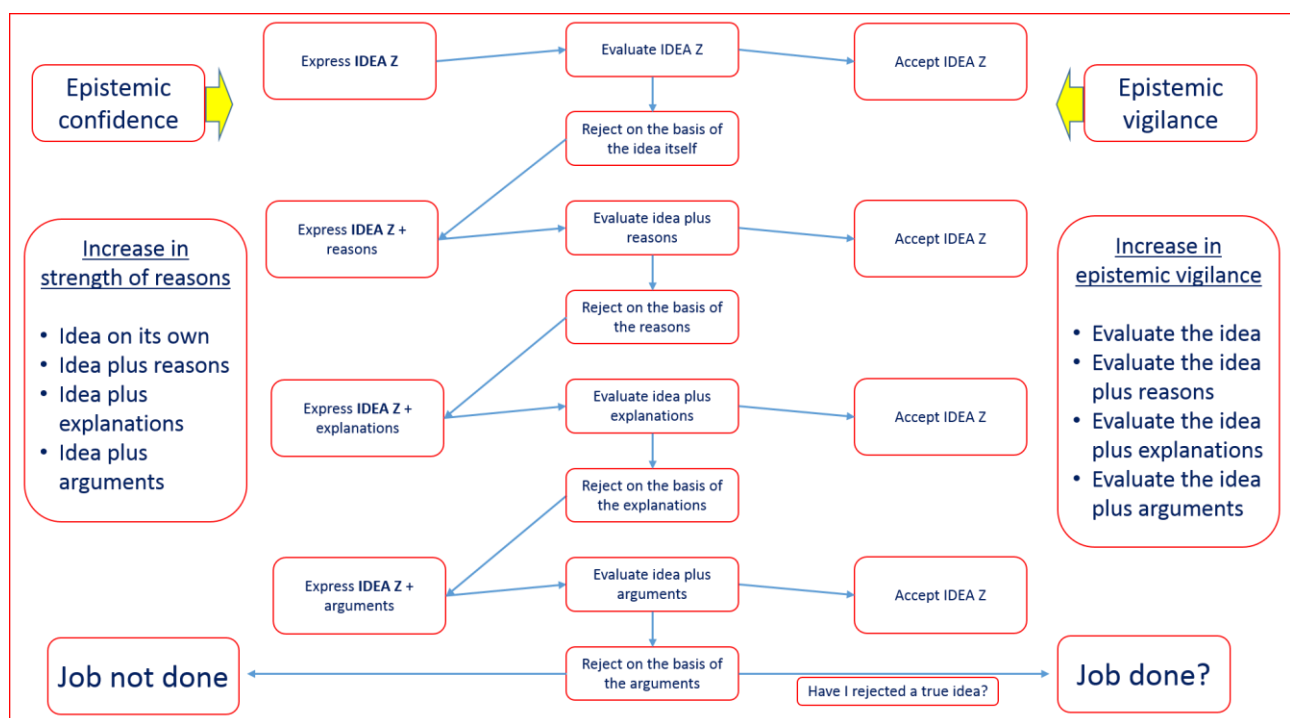 Express IDEA Z
Evaluate IDEA Z
Accept IDEA Z
Epistemic
confidence
Epistemic
vigilance
Reject on the basis of
the idea itself
Express IDEA Z +
reasons
Evaluate idea plus
reasons
Accept IDEA Z
Increase in
strength of reasons
• Idea on its own
• Idea plus reasons
• Idea plus
explanations
• Idea plus
arguments
Increase in
epistemic vigilance
• Evaluate the idea
• Evaluate the idea
plus reasons
• Evaluate the idea
plus explanations
• Evaluate the idea
plus arguments
Reject on the basis of
the reasons
Express IDEA Z +
explanations
Evaluate idea plus
explanations
Accept IDEA Z
Reject on the basis of
the explanations
Express IDEA Z +
arguments
Evaluate idea plus
arguments
Accept IDEA Z
Job not done
Reject on the basis of
the arguments
Have I rejected a true idea?
Job done?